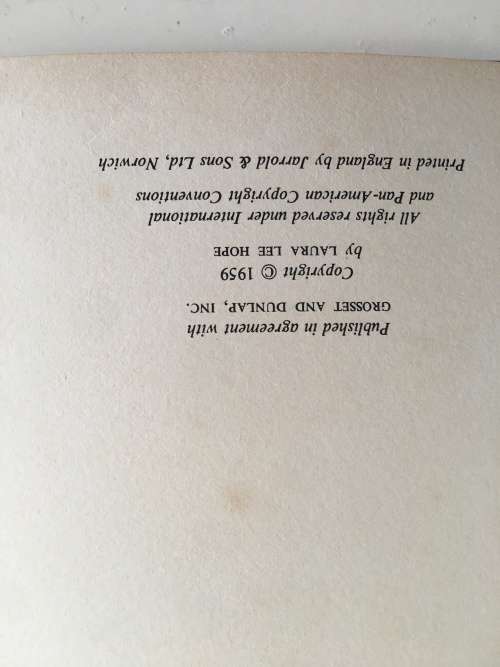 Published in agreement with
GROSSET AND DUNLAP, INC.
Copyright © 1959
by LAURA LEE HOPE
All rights reserved under International
and Pan-American Copyright Conventions
Printed in England by Jarrold & Sons Ltd, Norwich